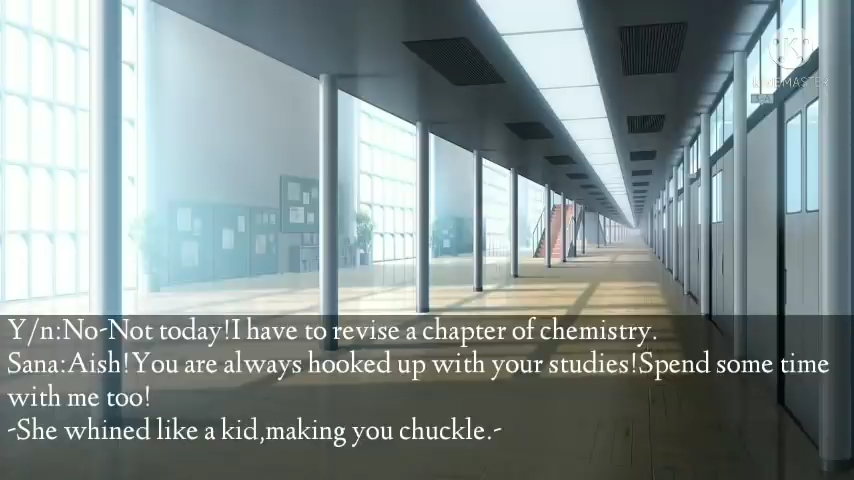 KINEMASTER
Y/n:No-Not today!I have to revise a chapter of chemistry.
Sana:Aish!You are always hooked up with your studies!Spend some time
with me too!
-She whined like a kid,making you chuckle.-